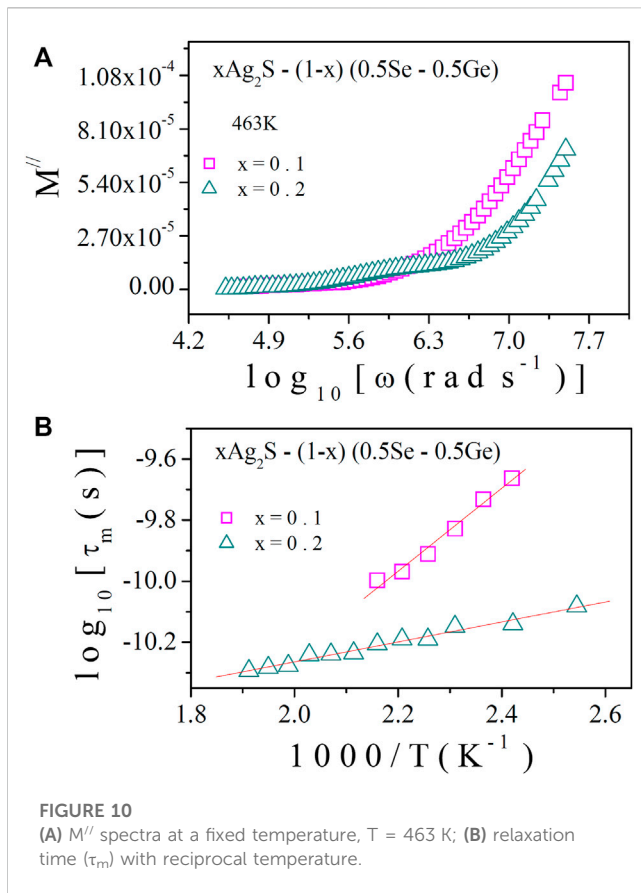 A
xAg₂S - (1-x) (0.5Se - 0.5Ge)
463K
x = 0 . 1
x = 0 . 2
M//
1.08x10⁻⁴
8.10x10⁻⁵
5.40x10⁻⁵
2.70x10⁻⁵
0.00
4.2 4.9 5.6 6.3 7.0 7.7
log₁₀ [ ω (rad s⁻¹) ]
B
xAg₂S - (1-x) (0.5Se - 0.5Ge)
x = 0 . 1
x = 0 . 2
log₁₀ [ τₘ (s) ]
-9.6
-9.8
-10.0
-10.2
1.8 2.0 2.2 2.4 2.6
1000/T (K⁻¹)
FIGURE 10
(A) M// spectra at a fixed temperature, T = 463 K; (B) relaxation
time (τₘ) with reciprocal temperature.